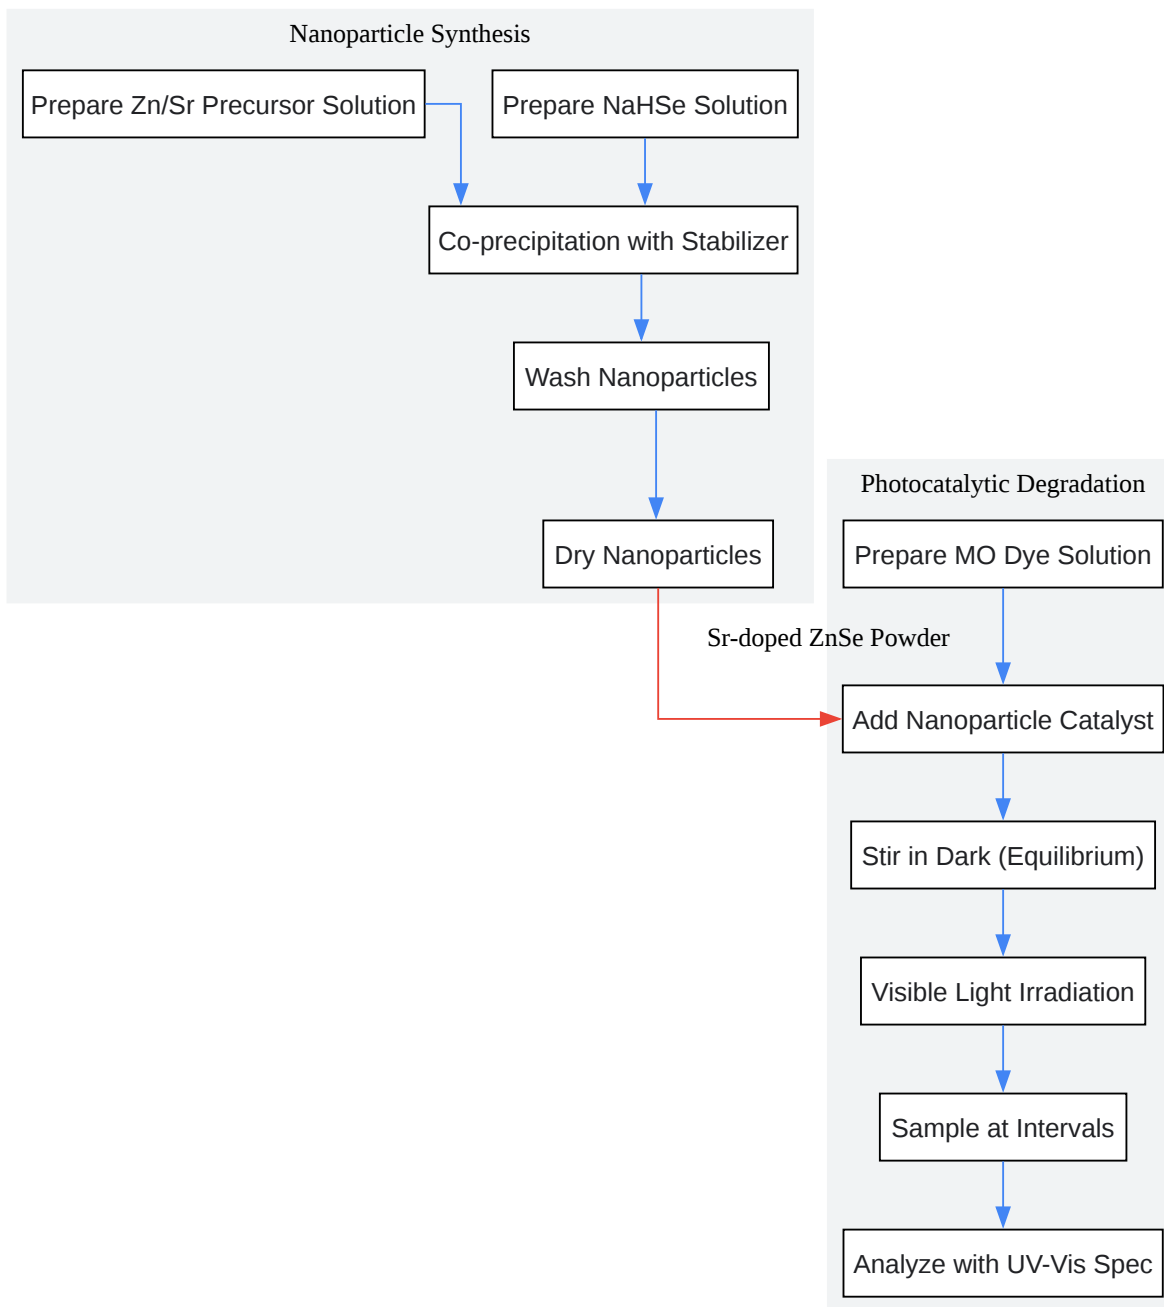 Nanoparticle Synthesis
Prepare Zn/Sr Precursor Solution
Prepare NaHSe Solution
Co-precipitation with Stabilizer
Wash Nanoparticles
Dry Nanoparticles
Photocatalytic Degradation
Prepare MO Dye Solution
Sr-doped ZnSe Powder
Add Nanoparticle Catalyst
Stir in Dark (Equilibrium)
Visible Light Irradiation
Sample at Intervals
Analyze with UV-Vis Spec